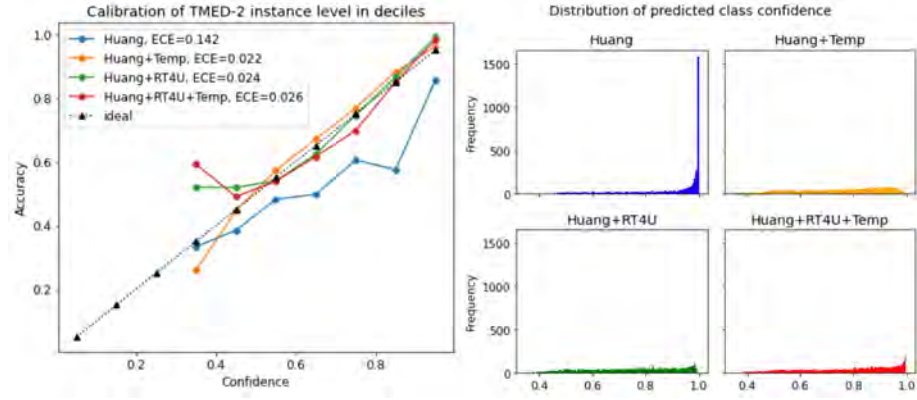 Calibration of TMED-2 instance level in deciles
1.0
0.8
0.6
0.4
0.2
Accuracy
Huang, ECE=0.142
Huang+Temp, ECE=0.022
Huang+RT4U, ECE=0.024
Huang+RT4U+Temp, ECE=0.026
ideal
0.2 0.4 0.6 0.8
Confidence
Distribution of predicted class confidence
Huang
Huang+Temp
1500
1000
500
0
Frequency
Huang+RT4U
Huang+RT4U+Temp
1500
1000
500
0
Frequency
0.4 0.6 0.8 1.0
0.4 0.6 0.8 1.0